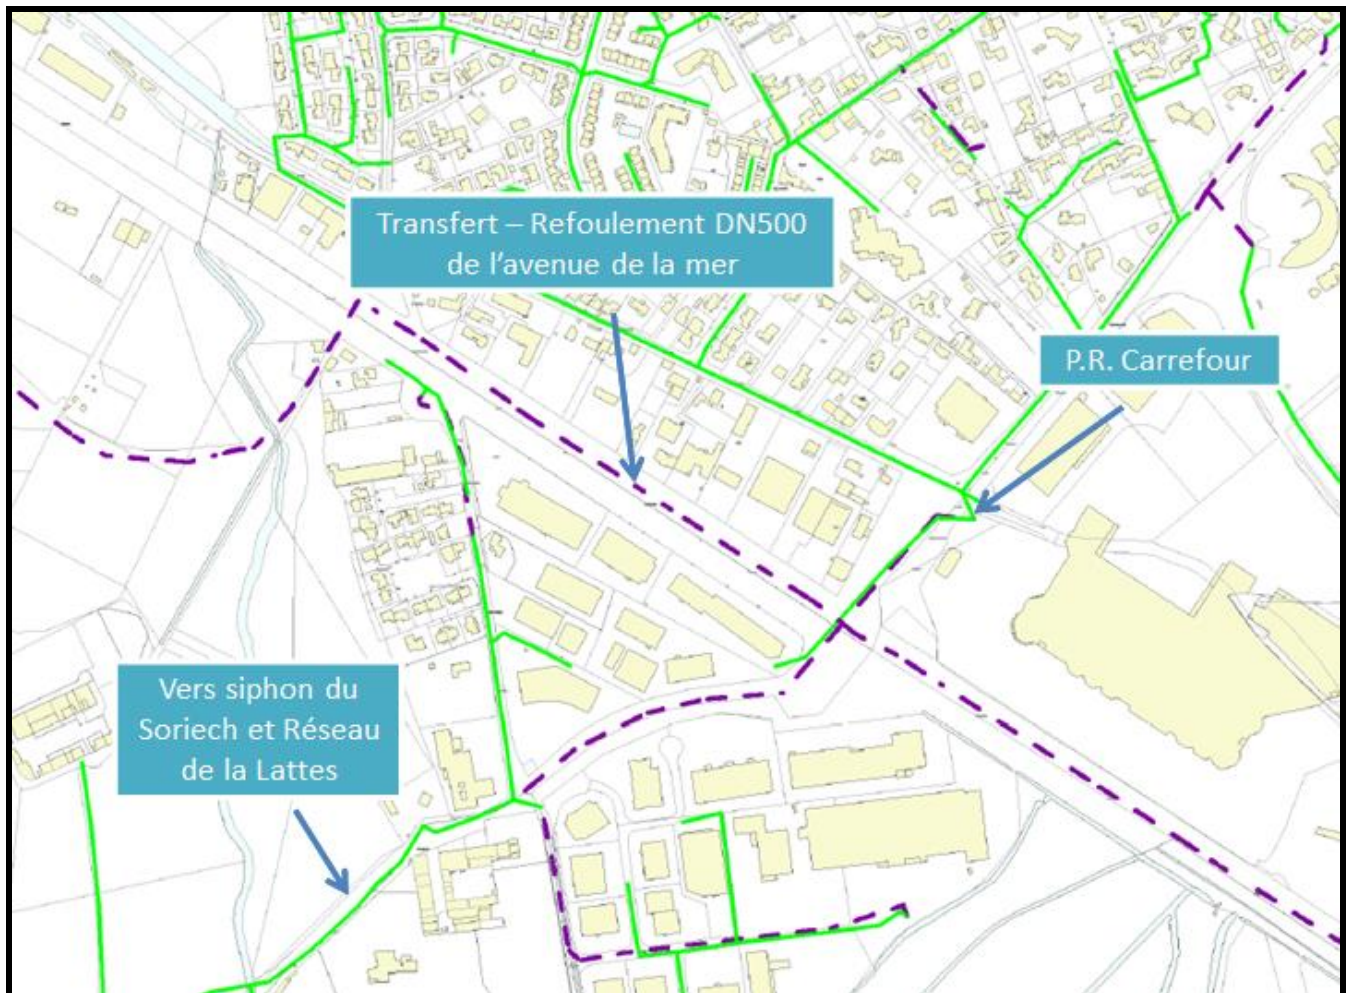 Transfert – Refoulement DN500
de l'avenue de la mer
P.R. Carrefour
Vers siphon du
Soriech et Réseau
de la Lattes